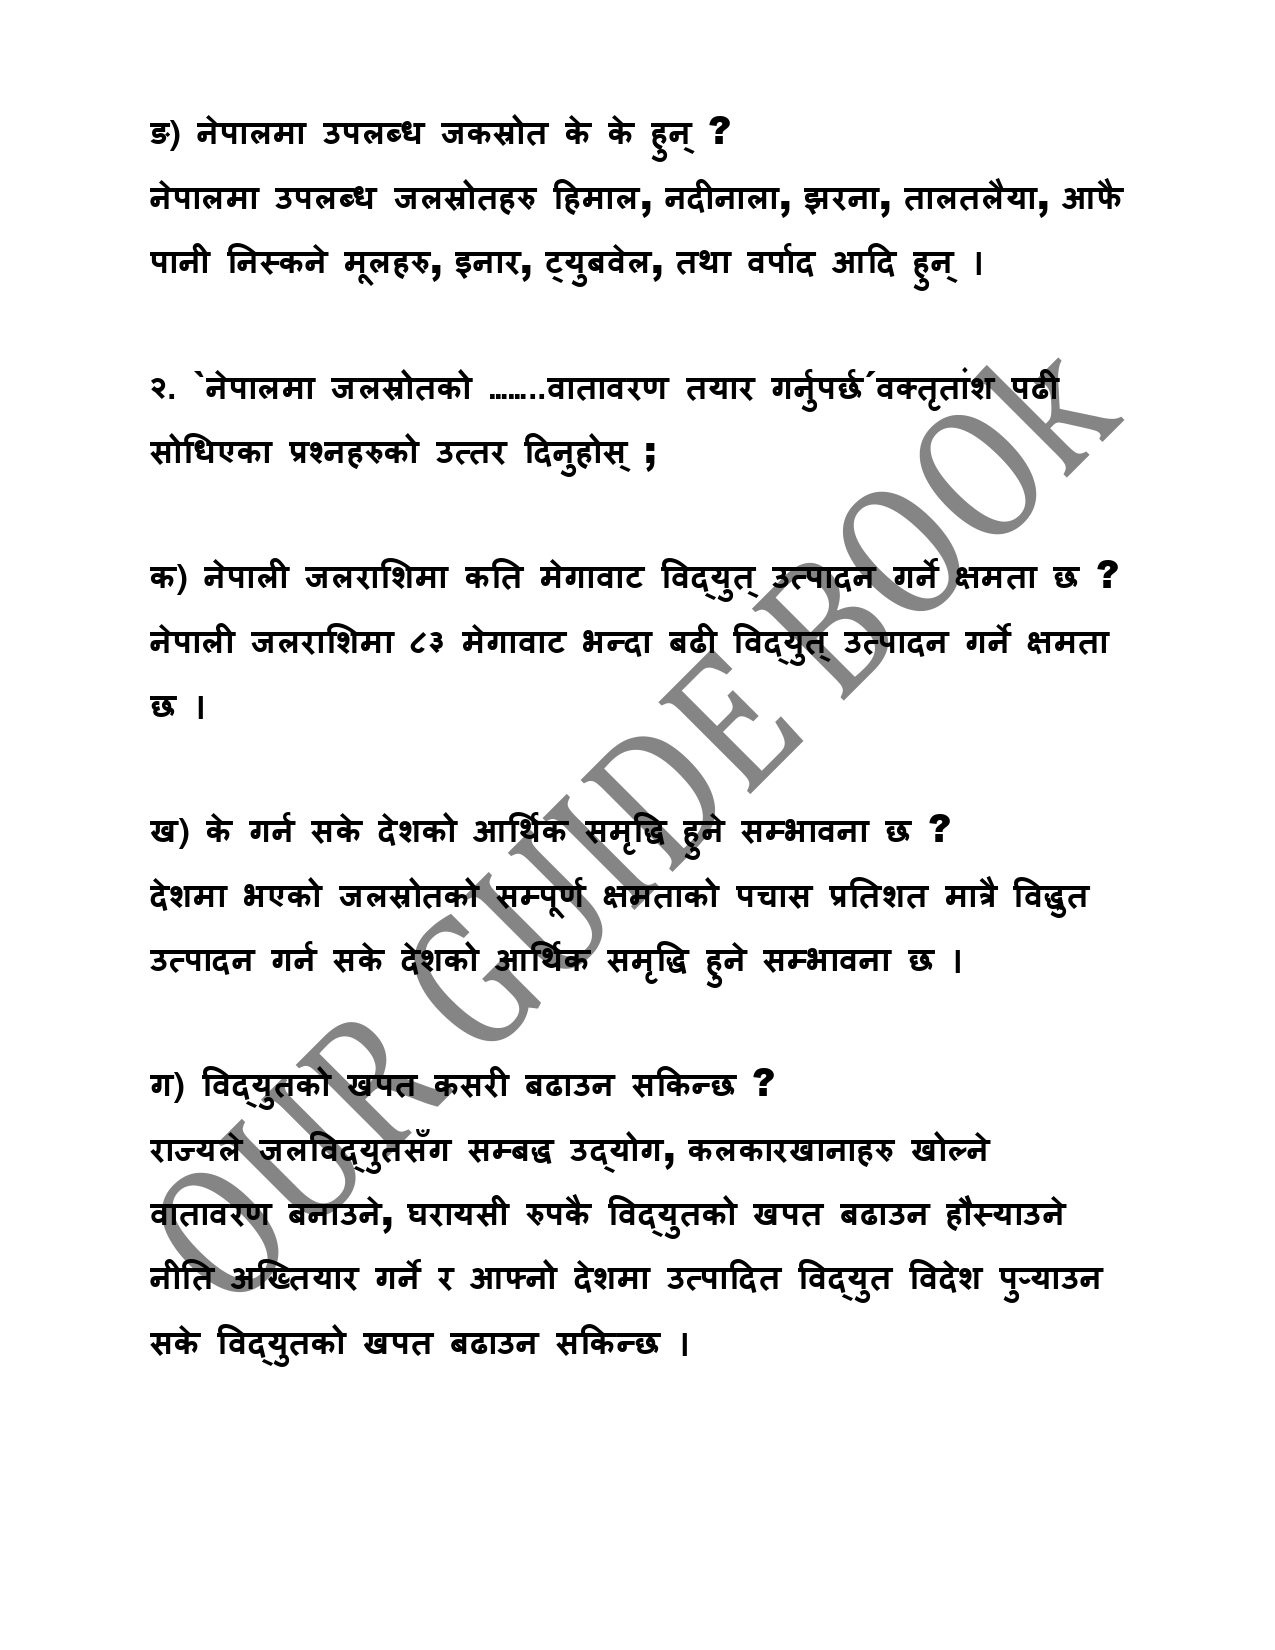 ङ) नेपालमा उपलब्ध जकस्रोत के के हुन् ?
नेपालमा उपलब्ध जलस्रोतहरु हिमाल, नदीनाला, झरना, तालतलैया, आफै
पानी निस्कने मूलहरु, इनार, ट्युबवेल, तथा वर्पाद आदि हुन् ।
२. `नेपालमा जलस्रोतको …….वातावरण तयार गर्नुपर्छ´वक्तृतांश पढी
सोधिएका प्रश्नहरुको उत्तर दिनुहोस् ;
क) नेपाली जलराशिमा कति मेगावाट विद्‌युत् उत्पादन गर्ने क्षमता छ ?
नेपाली जलराशिमा ८३ मेगावाट भन्दा बढी विद्‌युत् उत्पादन गर्ने क्षमता
छ ।
ख) के गर्न सके देशको आर्थिक समृद्धि हुने सम्भावना छ ?
देशमा भएको जलस्रोतको सम्पूर्ण क्षमताको पचास प्रतिशत मात्रै विद्धुत
उत्पादन गर्न सके देशको आर्थिक समृद्धि हुने सम्भावना छ ।
ग) विद्‌युतको खपत कसरी बढाउन सकिन्छ ?
राज्यले जलविद्‌युतसँग सम्बद्ध उद्‌योग, कलकारखानाहरु खोल्ने
वातावरण बनाउने, घरायसी रुपकै विद्‌युतको खपत बढाउन हौस्याउने
नीति अख्तियार गर्ने र आफ्नो देशमा उत्पादित विद्‌युत विदेश पुऱ्याउन
सके विद्‌युतको खपत बढाउन सकिन्छ ।
OUR GUIDE BOOk